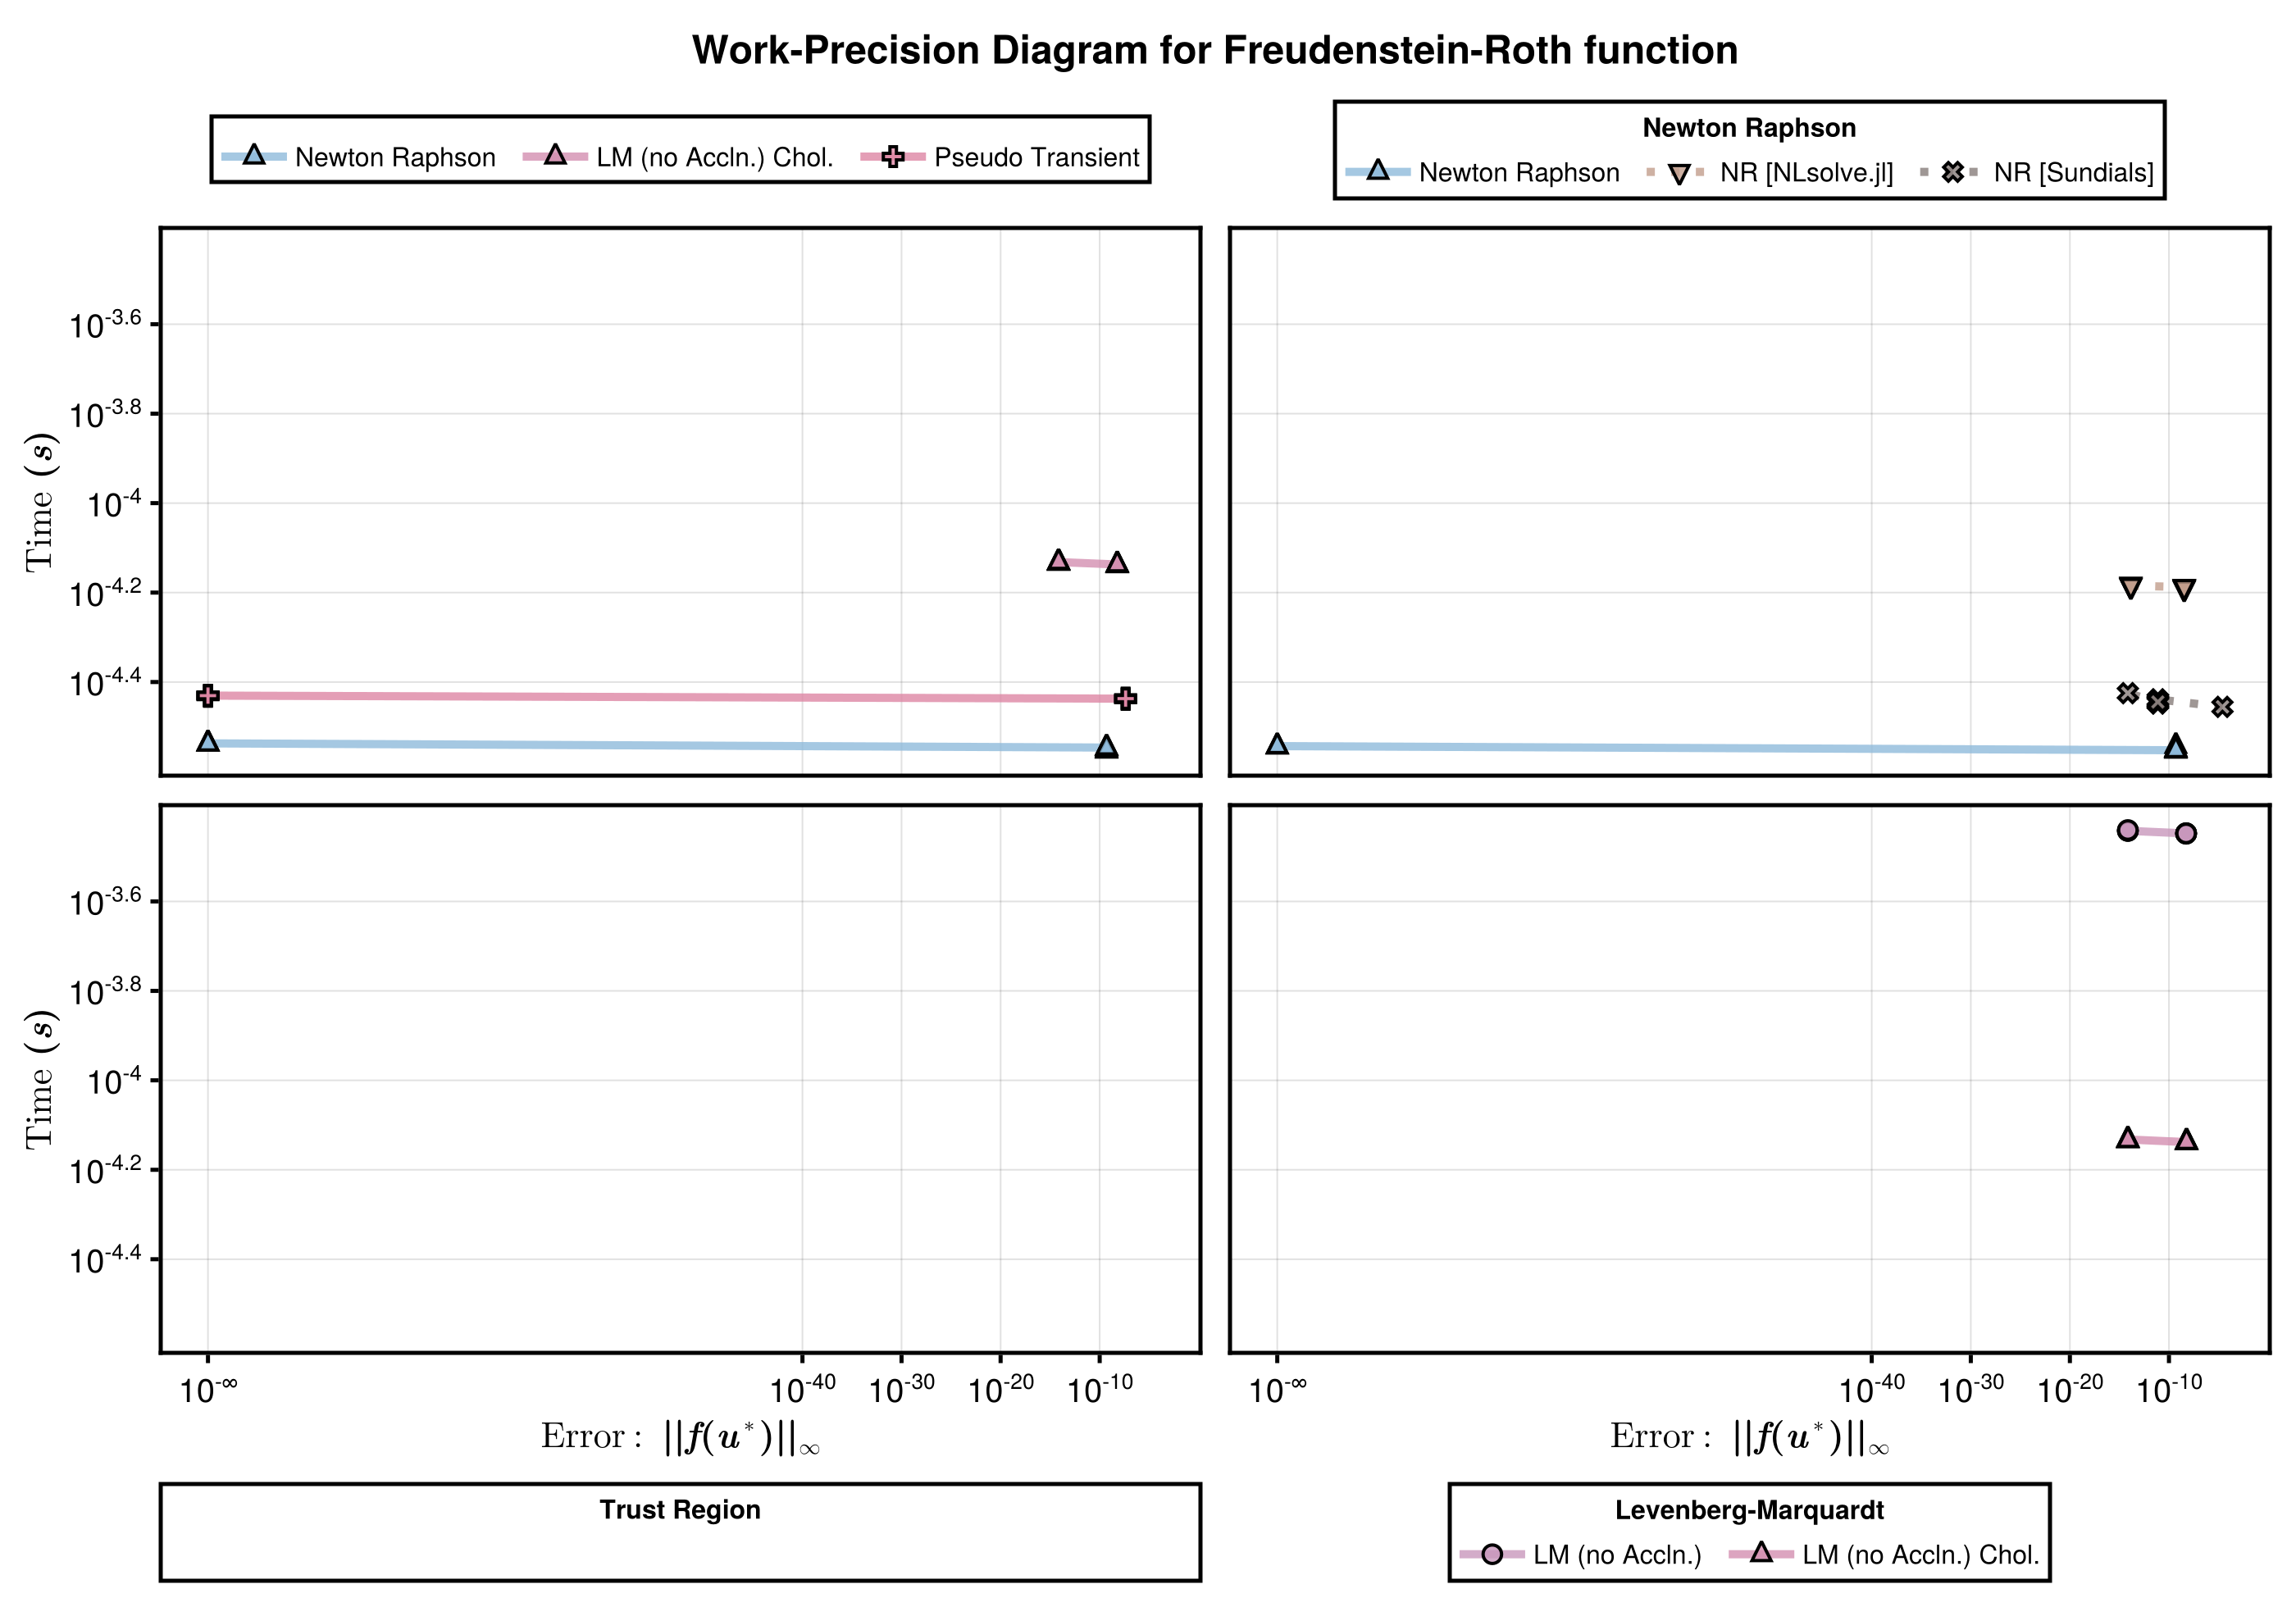 Work-Precision Diagram for Freudenstein-Roth function
Newton Raphson LM (no Accln.) Chol. Pseudo Transient
Newton Raphson
Newton Raphson NR [NLsolve.jl] NR [Sundials]
Time (s)
10^-3.6
10^-3.8
10^-4
10^-4.2
10^-4.4
Time (s)
10^-3.6
10^-3.8
10^-4
10^-4.2
10^-4.4
10^-∞ 10^-40 10^-30 10^-20 10^-10
10^-∞ 10^-40 10^-30 10^-20 10^-10
Error: ||f(u*)||∞
Error: ||f(u*)||∞
Trust Region
Levenberg-Marquardt
LM (no Accln.) LM (no Accln.) Chol.